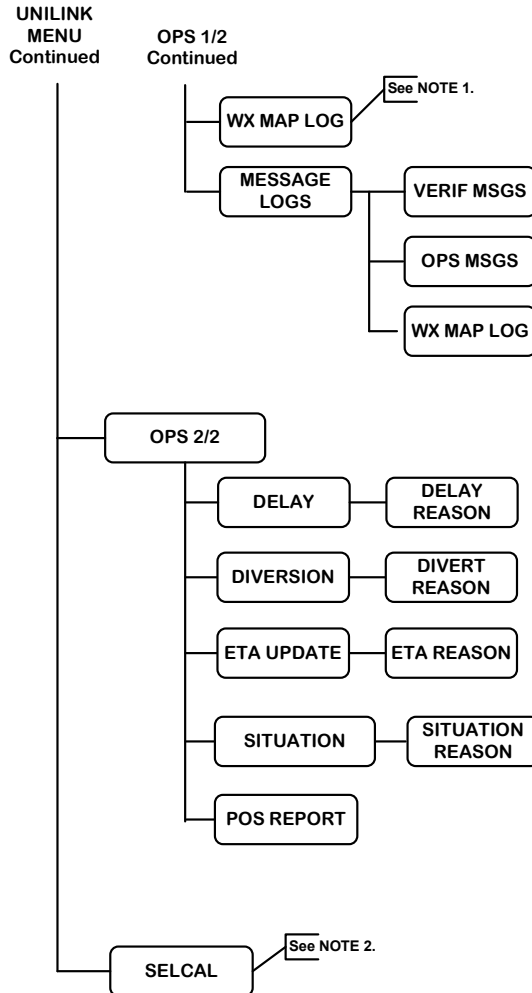 UNILINK
MENU
Continued
OPS 1/2
Continued
See NOTE 1.
WX MAP LOG
MESSAGE
LOGS
VERIF MSGS
OPS MSGS
WX MAP LOG
OPS 2/2
DELAY
DELAY
REASON
DIVERSION
DIVERT
REASON
ETA UPDATE
ETA REASON
SITUATION
SITUATION
REASON
POS REPORT
See NOTE 2.
SELCAL